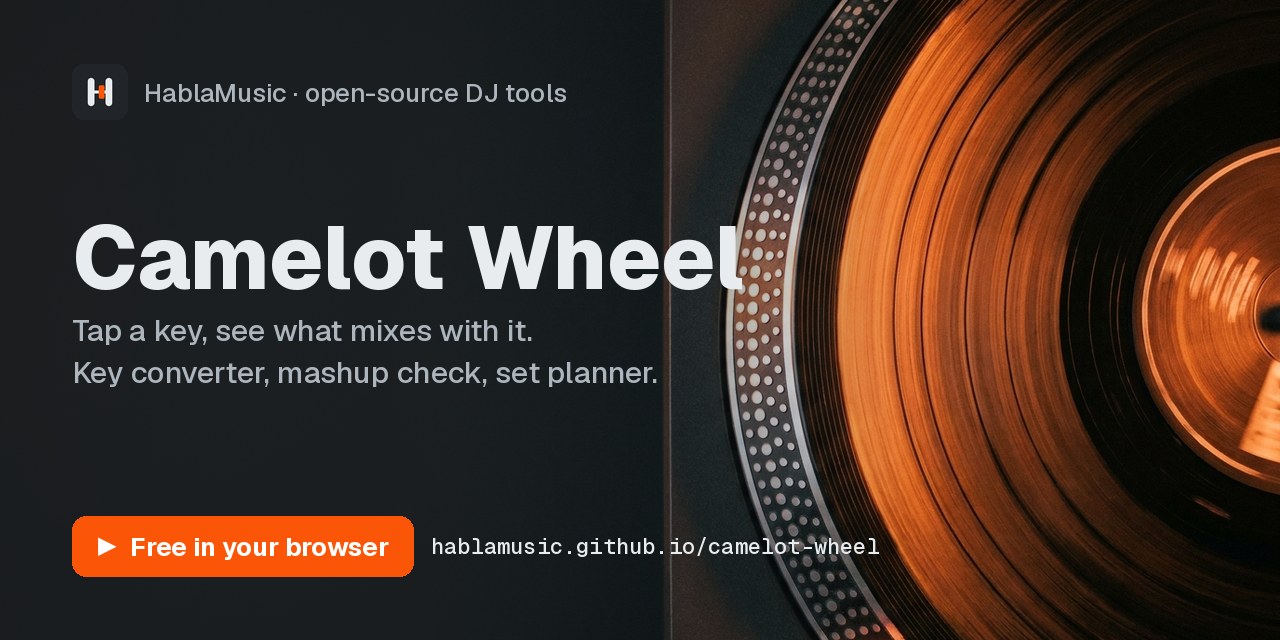 HablaMusic · open-source DJ tools
Camelot Wheel
Tap a key, see what mixes with it.
Key converter, mashup check, set planner.
▶ Free in your browser
hablamusic.github.io/camelot-wheel